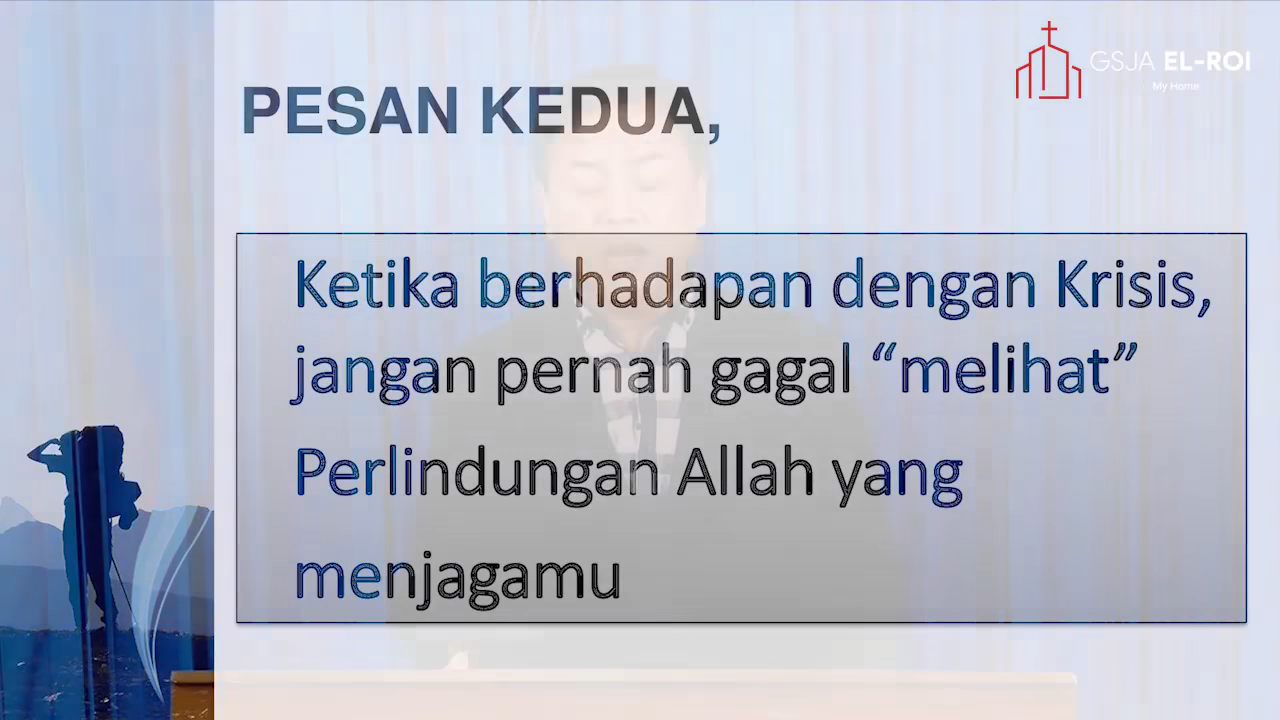 GSJA EL-ROI
My Home
PESAN KEDUA,
Ketika berhadapan dengan Krisis,
jangan pernah gagal “melihat”
Perlindungan Allah yang
menjagamu